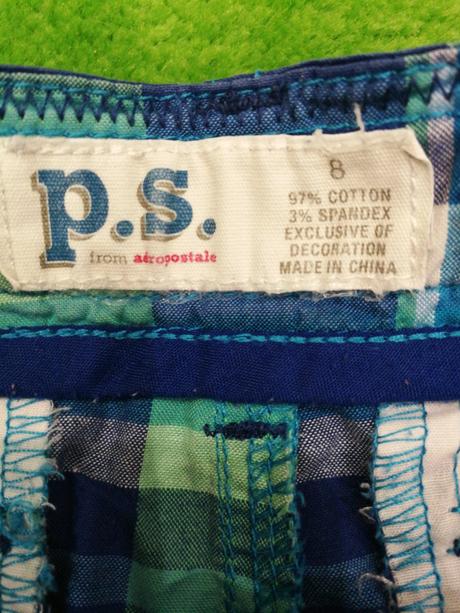 p.s.
from aéropostale
8
97% COTTON
3% SPANDEX
EXCLUSIVE OF
DECORATION
MADE IN CHINA